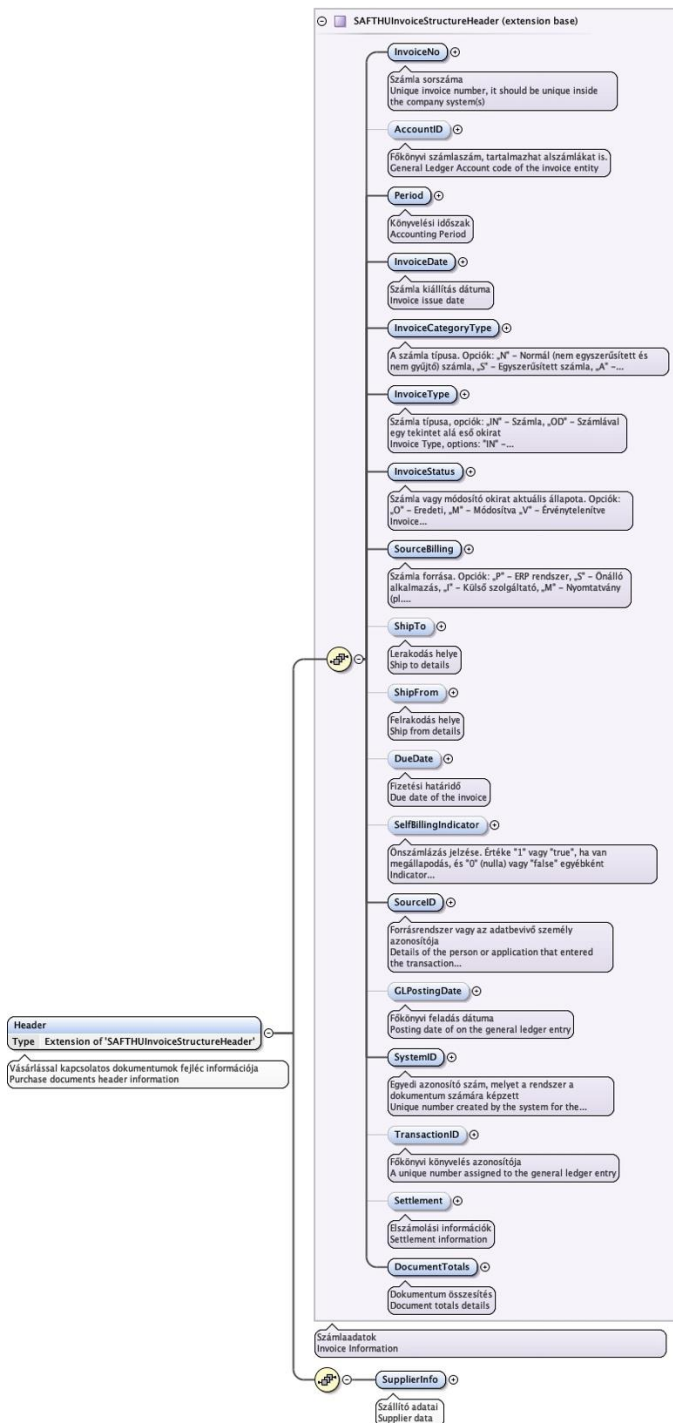 SAFTHUInvoiceStructureHeader (extension base)
InvoiceNo
Számla sorszáma
Unique invoice number, it should be unique inside
the company system(s)
AccountID
Főkönyvi számlaszám, tartalmazhat alszámlákat is.
General Ledger Account code of the invoice entity
Period
Könyvelési időszak
Accounting Period
InvoiceDate
Számla kiállítás dátuma
Invoice issue date
InvoiceCategoryType
A számla típusa. Opciók: „N" – Normál (nem egyszerűsített és
nem gyűjtő) számla, „S" – Egyszerűsített számla, „A" –...
InvoiceType
Számla típusa, opciók: „IN" – Számla, „OD" – Számlával
egy tekintet alá eső okirat
Invoice Type, options: "IN" –...
InvoiceStatus
Számla vagy módosító okirat aktuális állapota. Opciók:
„O" – Eredeti, „M" – Módosítva „V" – Érvénytelenítve
Invoice...
SourceBilling
Számla forrása. Opciók: „P" – ERP rendszer, „S" – Önálló
alkalmazás, „I" – Külső szolgáltató, „M" – Nyomtatvány
(pl....
ShipTo
Lerakodás helye
Ship to details
ShipFrom
Felrakodás helye
Ship from details
DueDate
Fizetési határidő
Due date of the invoice
SelfBillingIndicator
Önszámlázás jelzése. Értéke "1" vagy "true", ha van
megállapodás, és "0" (nulla) vagy "false" egyébként
Indicator...
SourceID
Forrásrendszer vagy az adatbevivő személy
azonosítója
Details of the person or application that entered
the transaction...
GLPostingDate
Főkönyvi feladás dátuma
Posting date of on the general ledger entry
Header
Type Extension of 'SAFTHUInvoiceStructureHeader'
Vásárlással kapcsolatos dokumentumok fejléc információja
Purchase documents header information
SystemID
Egyedi azonosító szám, melyet a rendszer a
dokumentum számára képzett
Unique number created by the system for the...
TransactionID
Főkönyvi könyvelés azonosítója
A unique number assigned to the general ledger entry
Settlement
Elszámolási információk
Settlement information
DocumentTotals
Dokumentum összesítés
Document totals details
Számlaadatok
Invoice Information
SupplierInfo
Szállító adatai
Supplier data